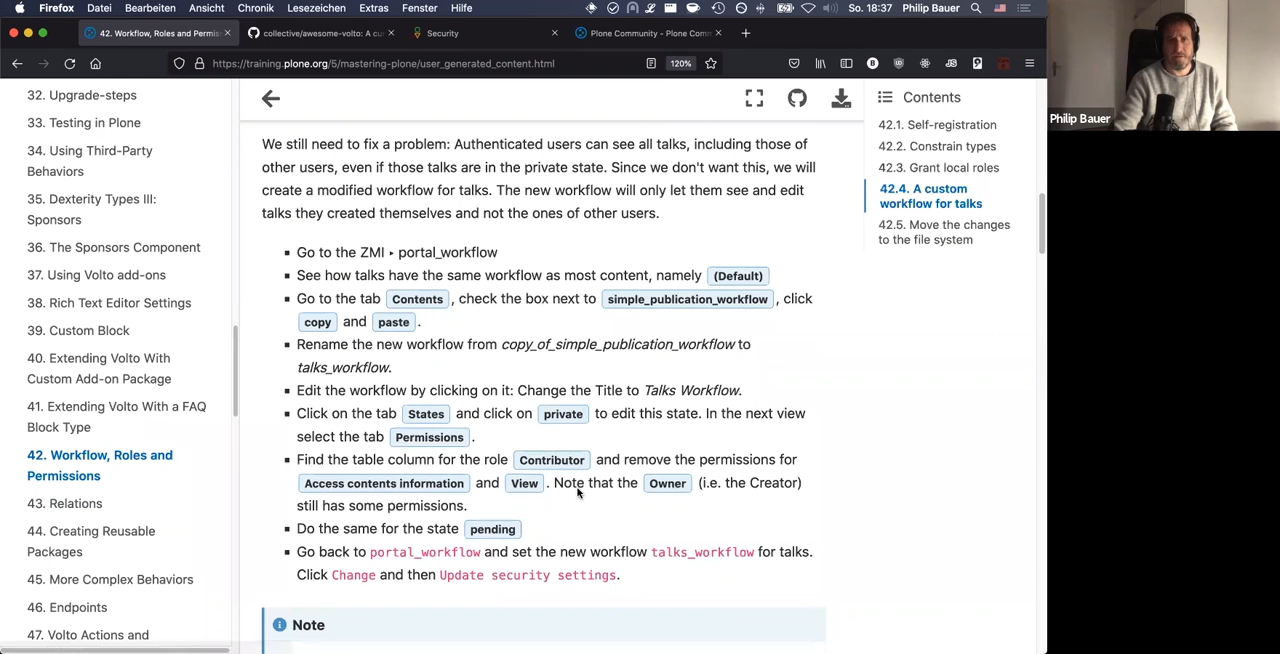 Firefox Datei Bearbeiten Ansicht Chronik Lesezeichen Extras Fenster Hilfe So. 18:37 Philip Bauer
42. Workflow, Roles and Permis
collective/awesome-volto: A cu
Security
Plone Community - Plone Com
https://training.plone.org/5/mastering-plone/user_generated_content.html
120%
32. Upgrade-steps
33. Testing in Plone
34. Using Third-Party
Behaviors
35. Dexterity Types III:
Sponsors
36. The Sponsors Component
37. Using Volto add-ons
38. Rich Text Editor Settings
39. Custom Block
40. Extending Volto With
Custom Add-on Package
41. Extending Volto With a FAQ
Block Type
42. Workflow, Roles and
Permissions
43. Relations
44. Creating Reusable
Packages
45. More Complex Behaviors
46. Endpoints
47. Volto Actions and
We still need to fix a problem: Authenticated users can see all talks, including those of
other users, even if those talks are in the private state. Since we don't want this, we will
create a modified workflow for talks. The new workflow will only let them see and edit
talks they created themselves and not the ones of other users.
Go to the ZMI ‣ portal_workflow
See how talks have the same workflow as most content, namely (Default)
Go to the tab Contents , check the box next to simple_publication_workflow , click
copy and paste .
Rename the new workflow from copy_of_simple_publication_workflow to
talks_workflow.
Edit the workflow by clicking on it: Change the Title to Talks Workflow.
Click on the tab States and click on private to edit this state. In the next view
select the tab Permissions .
Find the table column for the role Contributor and remove the permissions for
Access contents information and View . Note that the Owner (i.e. the Creator)
still has some permissions.
Do the same for the state pending
Go back to portal_workflow and set the new workflow talks_workflow for talks.
Click Change and then Update security settings.
Note
Contents
42.1. Self-registration
42.2. Constrain types
42.3. Grant local roles
42.4. A custom
workflow for talks
42.5. Move the changes
to the file system
Philip Bauer